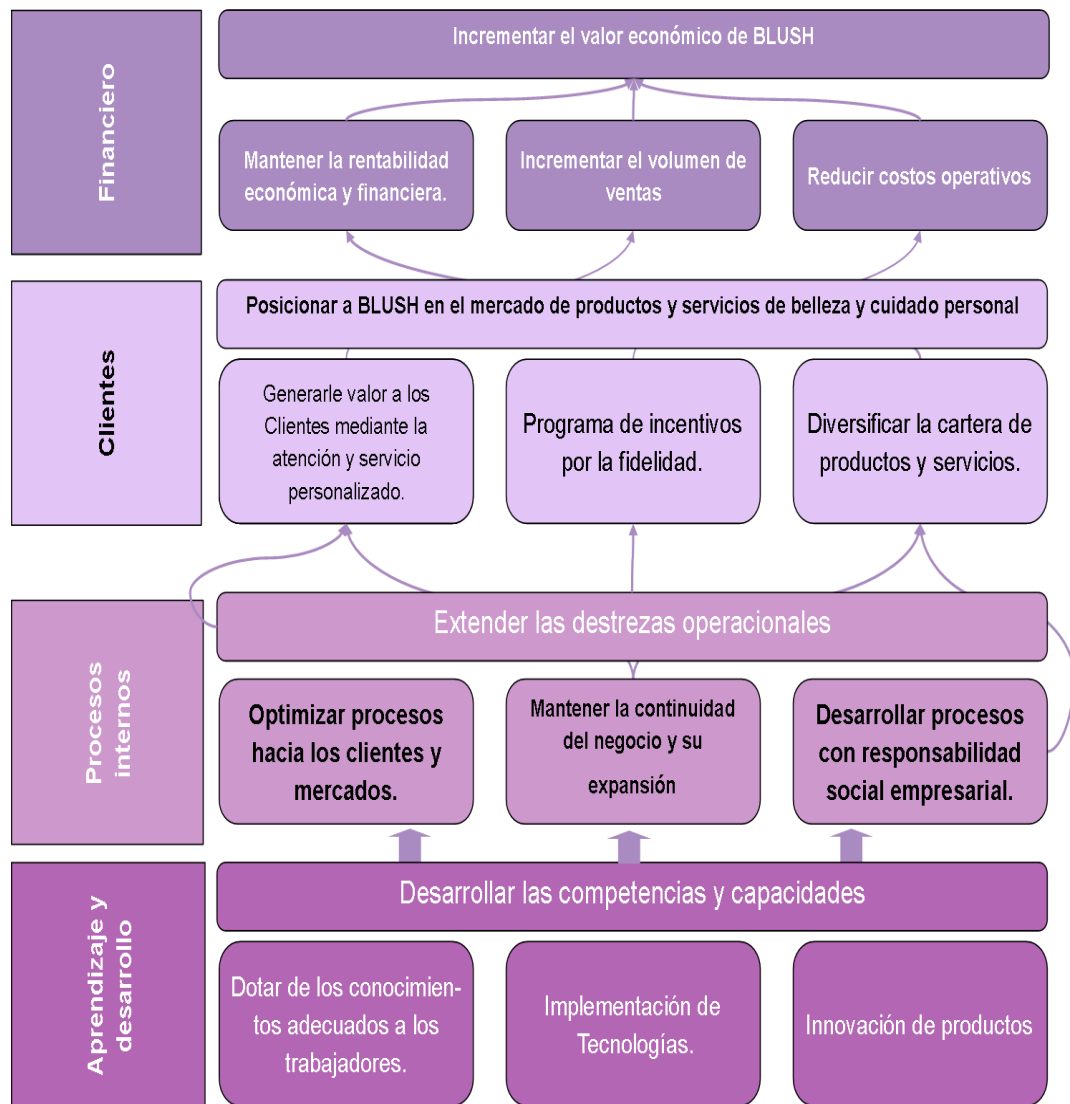 Financiero
Incrementar el valor económico de BLUSH
Mantener la rentabilidad
económica y financiera.
Incrementar el volumen de
ventas
Reducir costos operativos
Clientes
Posicionar a BLUSH en el mercado de productos y servicios de belleza y cuidado personal
Generarle valor a los
Clientes mediante la
atención y servicio
personalizado.
Programa de incentivos
por la fidelidad.
Diversificar la cartera de
productos y servicios.
Procesos
internos
Extender las destrezas operacionales
Optimizar procesos
hacia los clientes y
mercados.
Mantener la continuidad
del negocio y su
expansión
Desarrollar procesos
con responsabilidad
social empresarial.
Aprendizaje y
desarrollo
Desarrollar las competencias y capacidades
Dotar de los conocimien-
tos adecuados a los
trabajadores.
Implementación de
Tecnologías.
Innovación de productos